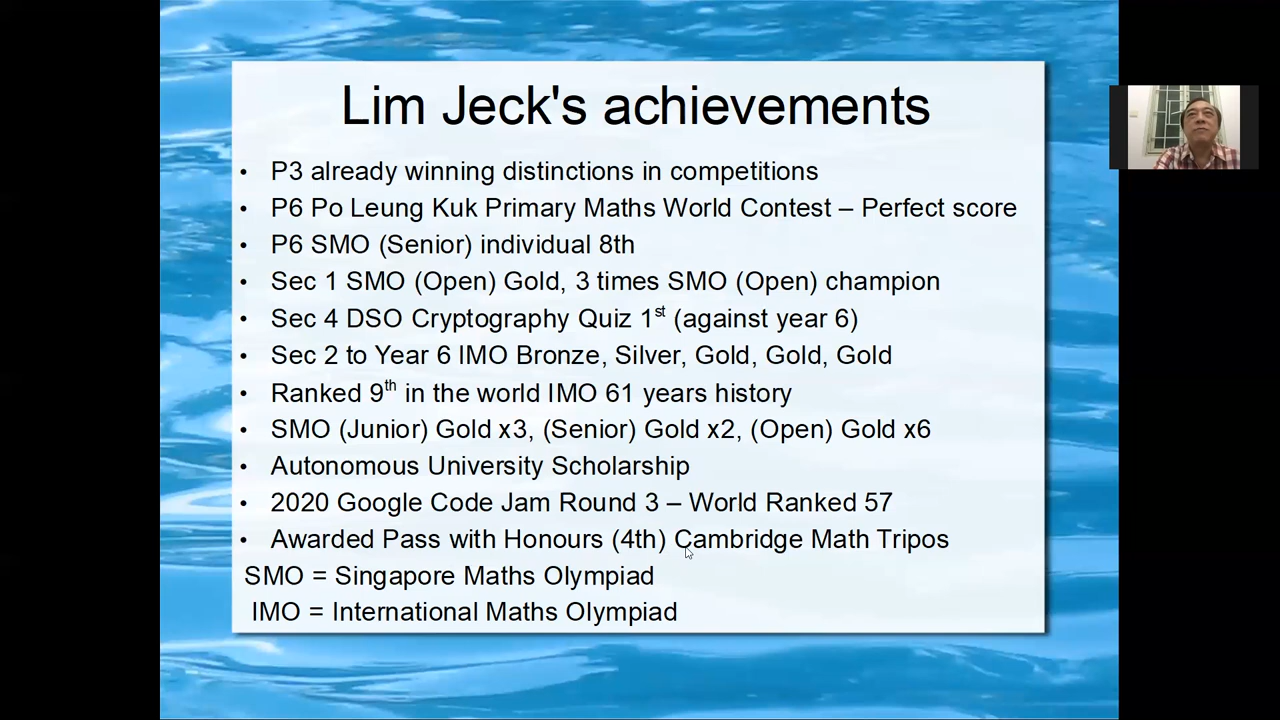 Lim Jeck's achievements
• P3 already winning distinctions in competitions
• P6 Po Leung Kuk Primary Maths World Contest – Perfect score
• P6 SMO (Senior) individual 8th
• Sec 1 SMO (Open) Gold, 3 times SMO (Open) champion
• Sec 4 DSO Cryptography Quiz 1st (against year 6)
• Sec 2 to Year 6 IMO Bronze, Silver, Gold, Gold, Gold
• Ranked 9th in the world IMO 61 years history
• SMO (Junior) Gold x3, (Senior) Gold x2, (Open) Gold x6
• Autonomous University Scholarship
• 2020 Google Code Jam Round 3 – World Ranked 57
• Awarded Pass with Honours (4th) Cambridge Math Tripos
SMO = Singapore Maths Olympiad
IMO = International Maths Olympiad